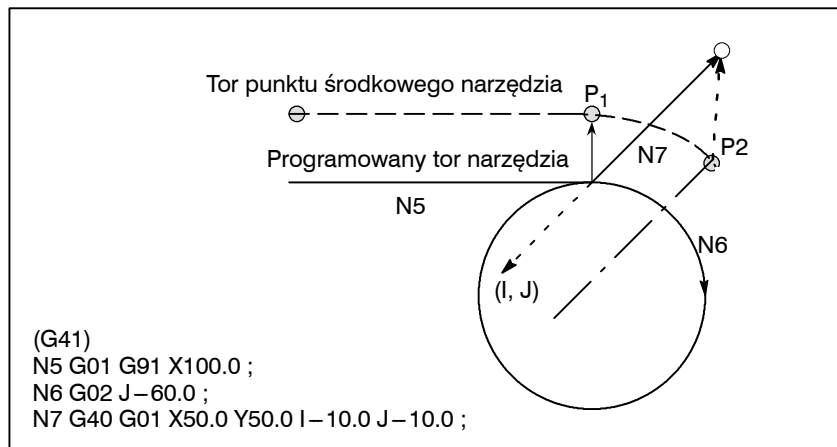 Tor punktu środkowego narzędzia
P1
P2
Programowany tor narzędzia
N7
N5
N6
(I, J)
(G41)
N5 G01 G91 X100.0 ;
N6 G02 J−60.0 ;
N7 G40 G01 X50.0 Y50.0 I−10.0 J−10.0 ;